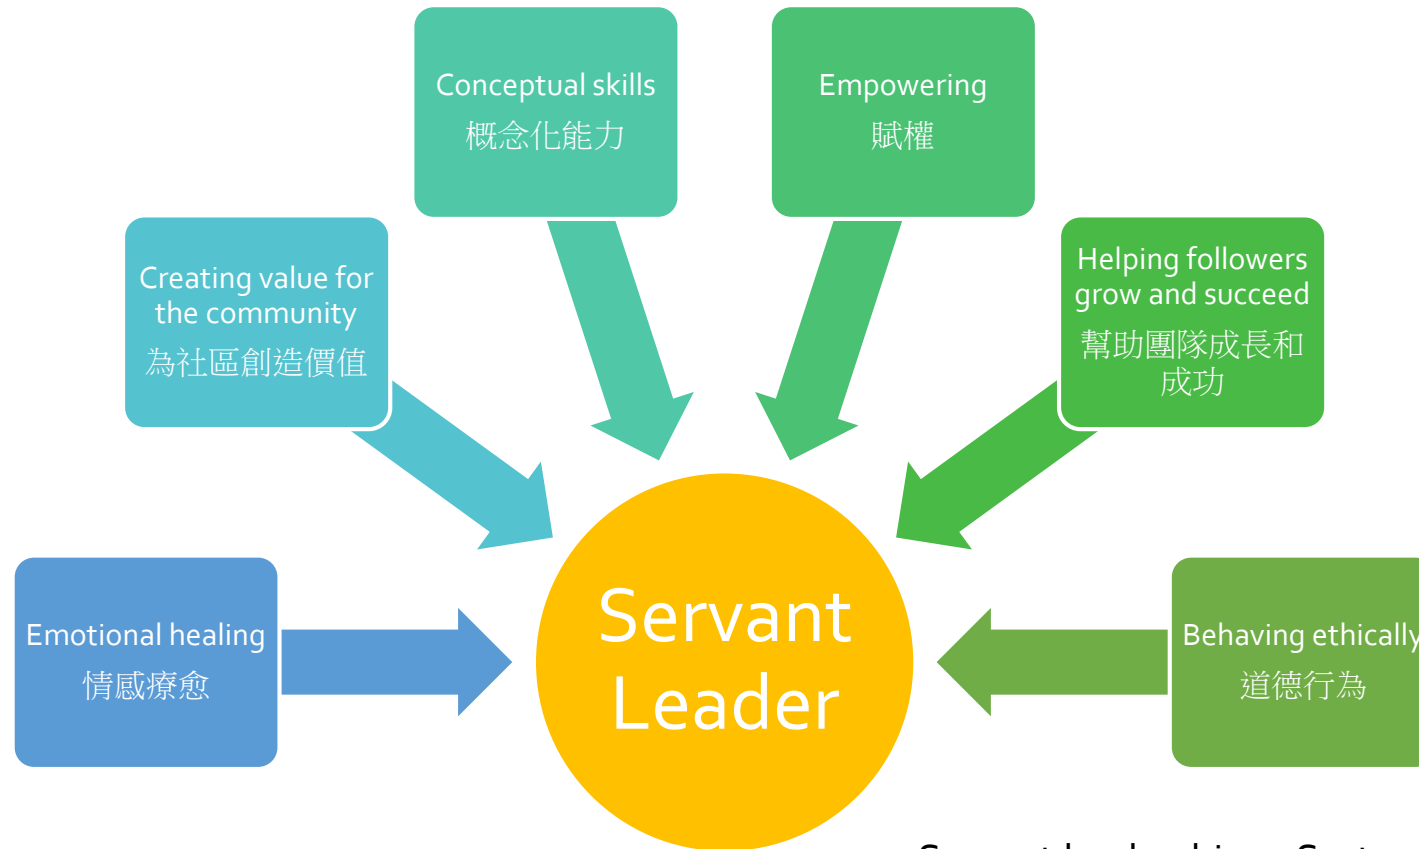 Conceptual skills
概念化能力
Empowering
賦權
Creating value for
the community
為社區創造價值
Helping followers
grow and succeed
幫助團隊成長和
成功
Emotional healing
情感療愈
Servant
Leader
Behaving ethically
道德行為